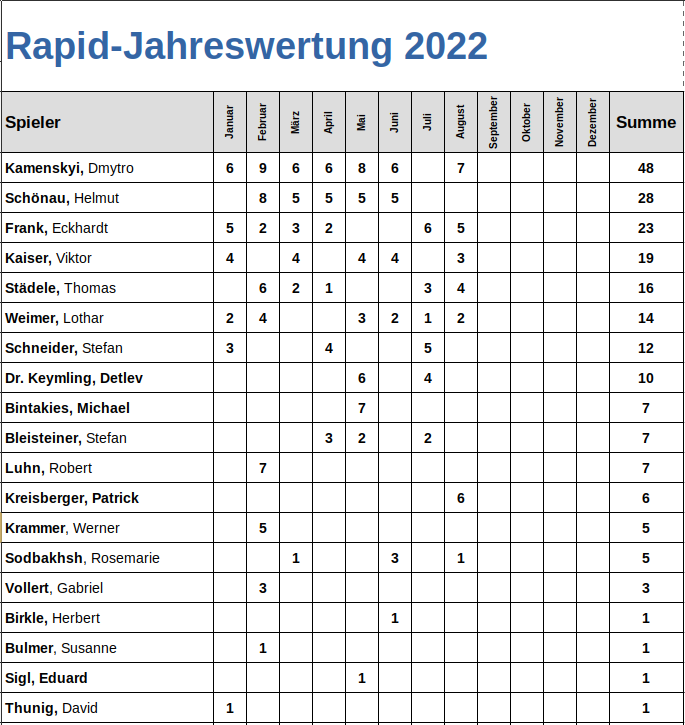 Rapid-Jahreswertung 2022
Spieler Januar Februar März April Mai Juni Juli August September Oktober November Dezember Summe
Kamenskyi, Dmytro 6 9 6 6 8 6 7 48
Schönau, Helmut 8 5 5 5 5 28
Frank, Eckhardt 5 2 3 2 6 5 23
Kaiser, Viktor 4 4 4 4 3 19
Städele, Thomas 6 2 1 3 4 16
Weimer, Lothar 2 4 3 2 1 2 14
Schneider, Stefan 3 4 5 12
Dr. Keymling, Detlev 6 4 10
Bintakies, Michael 7 7
Bleisteiner, Stefan 3 2 2 7
Luhn, Robert 7 7
Kreisberger, Patrick 6 6
Krammer, Werner 5 5
Sodbakhsh, Rosemarie 1 3 1 5
Vollert, Gabriel 3 3
Birkle, Herbert 1 1
Bulmer, Susanne 1 1
Sigl, Eduard 1 1
Thunig, David 1 1